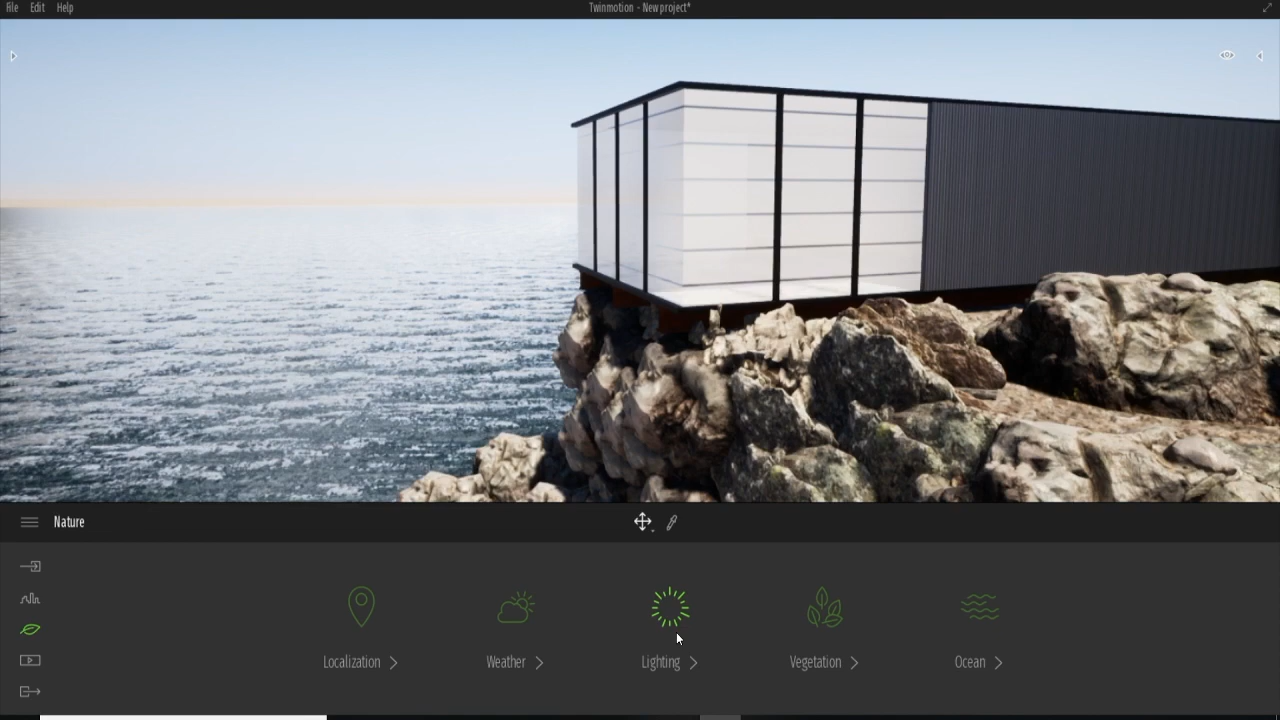 File Edit Help
Twinmotion - New project*
Nature
Localization
Weather
Lighting
Vegetation
Ocean